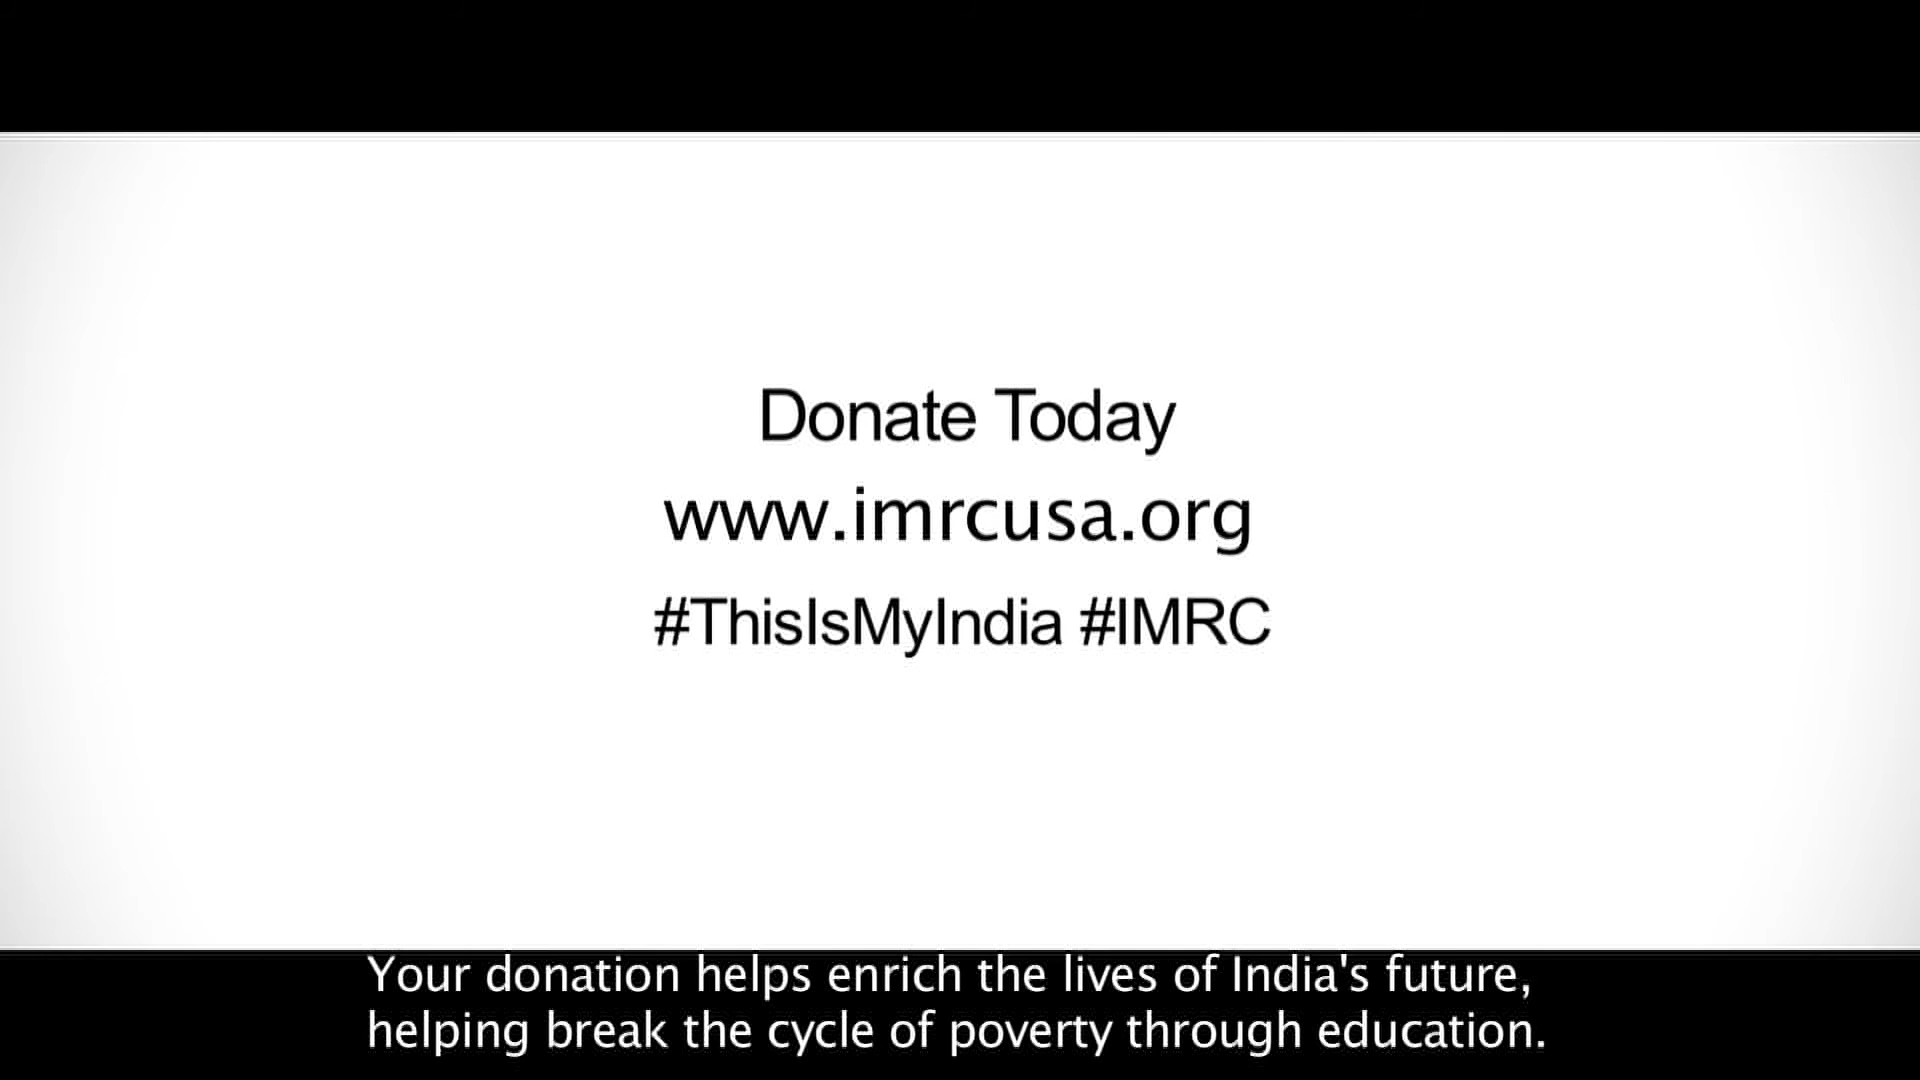 Donate Today
www.imrcusa.org
#ThisIsMyIndia #IMRC
Your donation helps enrich the lives of India's future,
helping break the cycle of poverty through education.